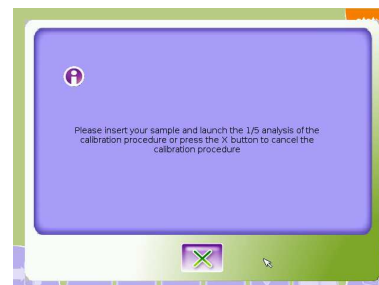 Please insert your sample and launch the 1/5 analysis of the
calibration procedure or press the X button to cancel the
calibration procedure